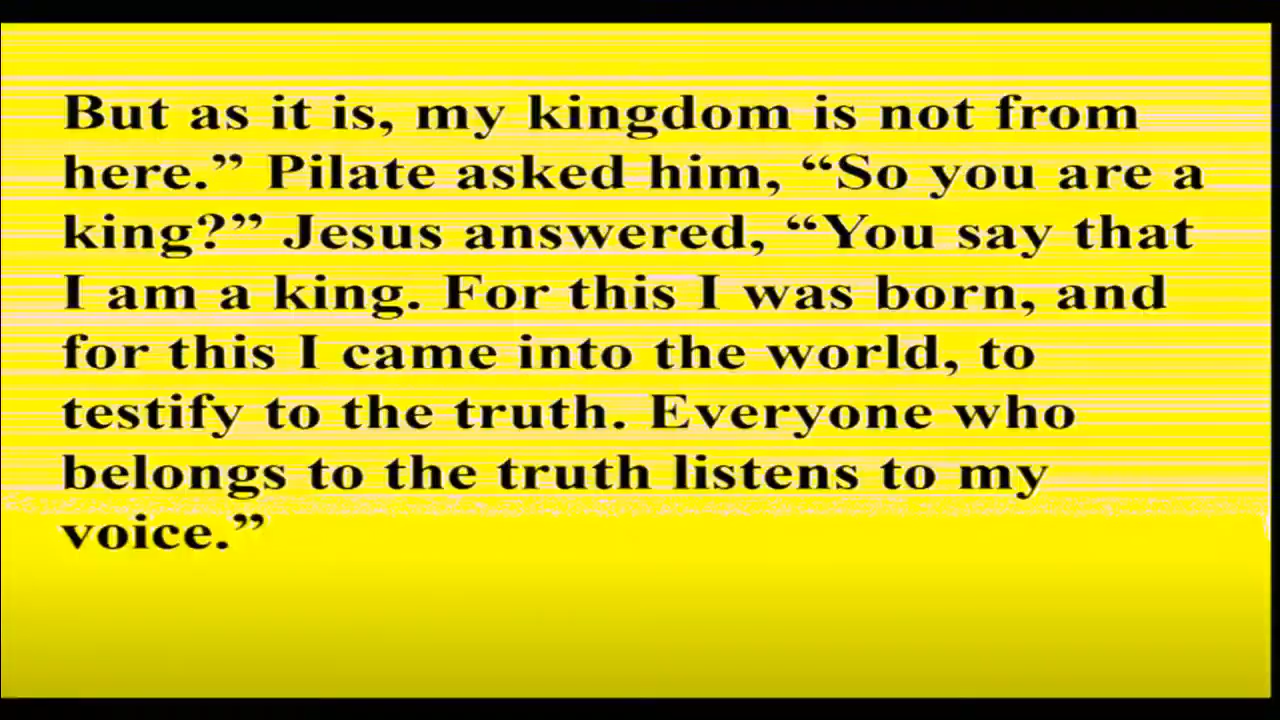 But as it is, my kingdom is not from
here.” Pilate asked him, “So you are a
king?” Jesus answered, “You say that
I am a king. For this I was born, and
for this I came into the world, to
testify to the truth. Everyone who
belongs to the truth listens to my
voice.”